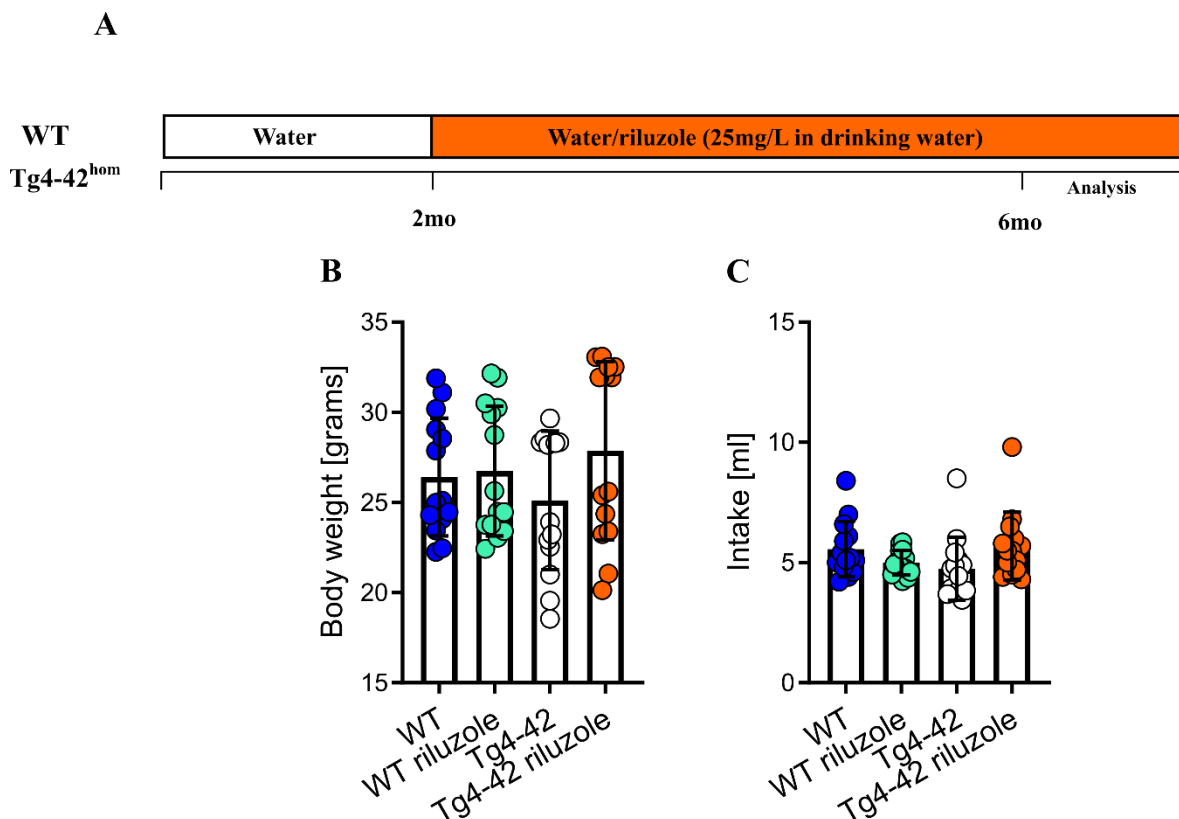 A
WT
Water
Water/riluzole (25mg/L in drinking water)
Tg4-42hom
Analysis
2mo
6mo
B
C
Body weight [grams]
35
30
25
20
15
WT
WT riluzole
Tg4-42
Tg4-42 riluzole
Intake [ml]
15
10
5
0
WT
WT riluzole
Tg4-42
Tg4-42 riluzole